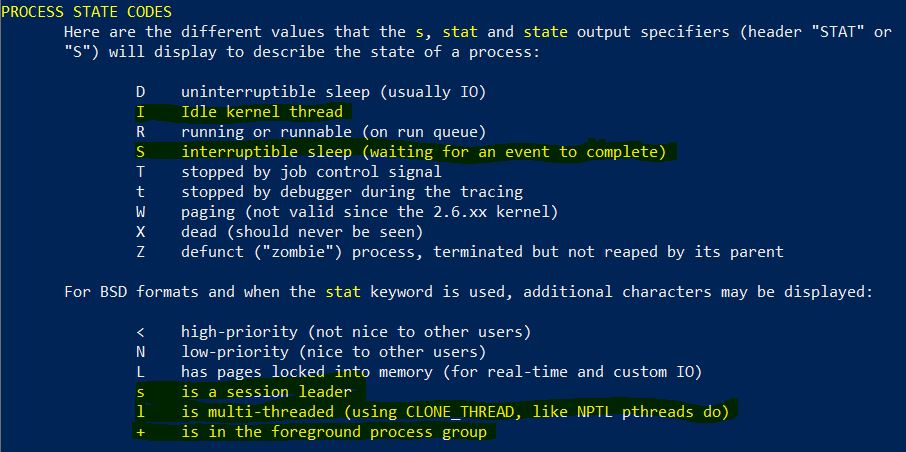 PROCESS STATE CODES
Here are the different values that the s, stat and state output specifiers (header "STAT" or
"S") will display to describe the state of a process:
D uninterruptible sleep (usually IO)
I Idle kernel thread
R running or runnable (on run queue)
S interruptible sleep (waiting for an event to complete)
T stopped by job control signal
t stopped by debugger during the tracing
W paging (not valid since the 2.6.xx kernel)
X dead (should never be seen)
Z defunct ("zombie") process, terminated but not reaped by its parent
For BSD formats and when the stat keyword is used, additional characters may be displayed:
< high-priority (not nice to other users)
N low-priority (nice to other users)
L has pages locked into memory (for real-time and custom IO)
s is a session leader
l is multi-threaded (using CLONE_THREAD, like NPTL pthreads do)
+ is in the foreground process group